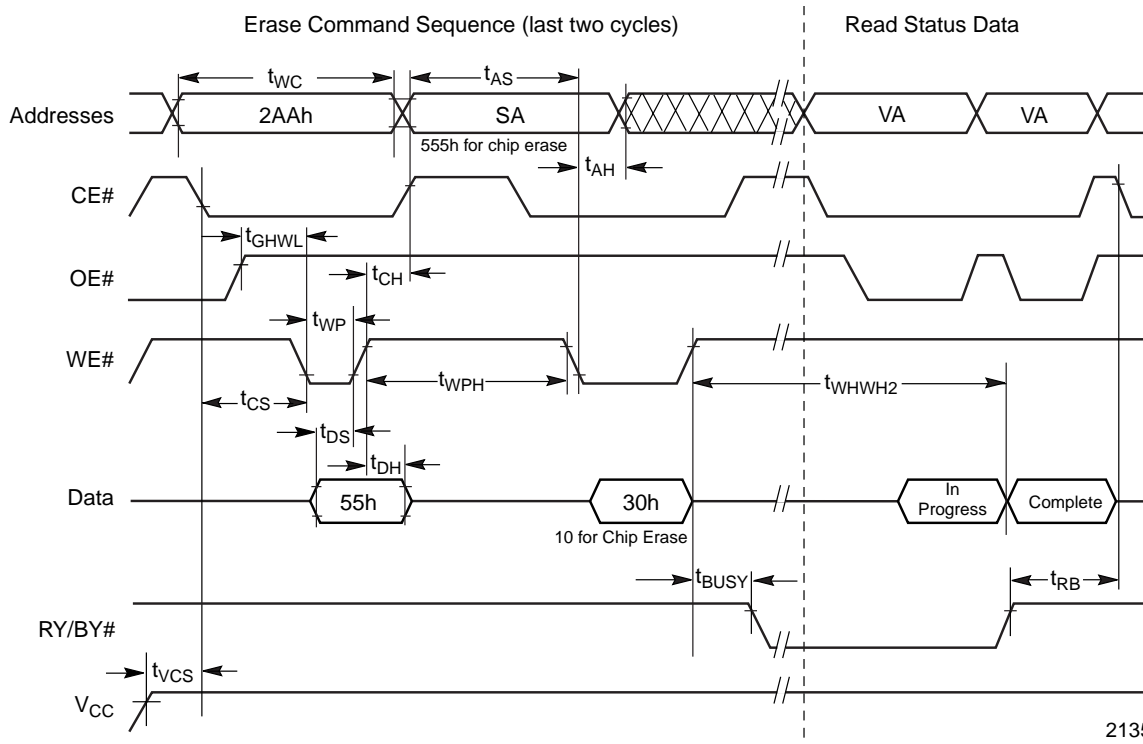 Erase Command Sequence (last two cycles)
Read Status Data
tWC
tAS
Addresses
2AAh
SA
VA
VA
555h for chip erase
tAH
CE#
tGHWL
OE#
tCH
tWP
WE#
tWPH
tWHWH2
tCS
tDS
tDH
Data
55h
30h
In
Progress
Complete
10 for Chip Erase
tBUSY
tRB
RY/BY#
tVCS
VCC
2135